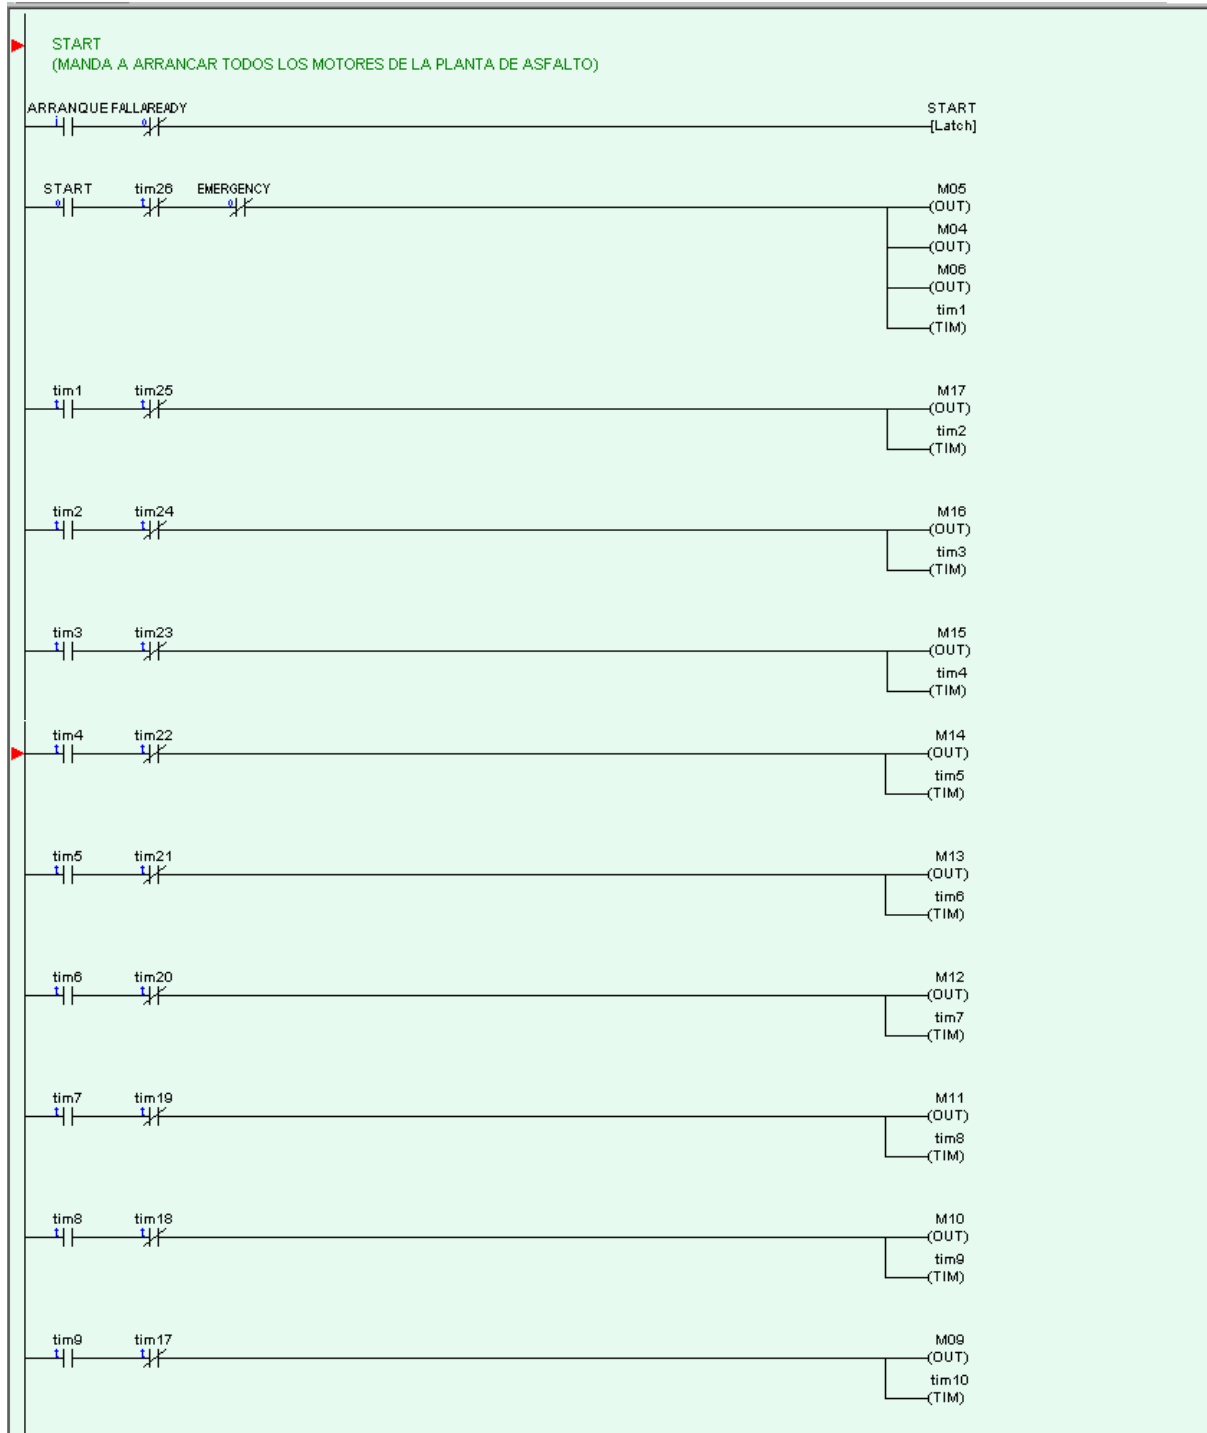 START
(MANDA A ARRANCAR TODOS LOS MOTORES DE LA PLANTA DE ASFALTO)
ARRANQUE FALLAREADY START
i o [Latch]
START tim26 EMERGENCY M05
o t o (OUT)
M04
(OUT)
M06
(OUT)
tim1
(TIM)
tim1 tim25 M17
t t (OUT)
tim2
(TIM)
tim2 tim24 M16
t t (OUT)
tim3
(TIM)
tim3 tim23 M15
t t (OUT)
tim4
(TIM)
tim4 tim22 M14
t t (OUT)
tim5
(TIM)
tim5 tim21 M13
t t (OUT)
tim6
(TIM)
tim6 tim20 M12
t t (OUT)
tim7
(TIM)
tim7 tim19 M11
t t (OUT)
tim8
(TIM)
tim8 tim18 M10
t t (OUT)
tim9
(TIM)
tim9 tim17 M09
t t (OUT)
tim10
(TIM)